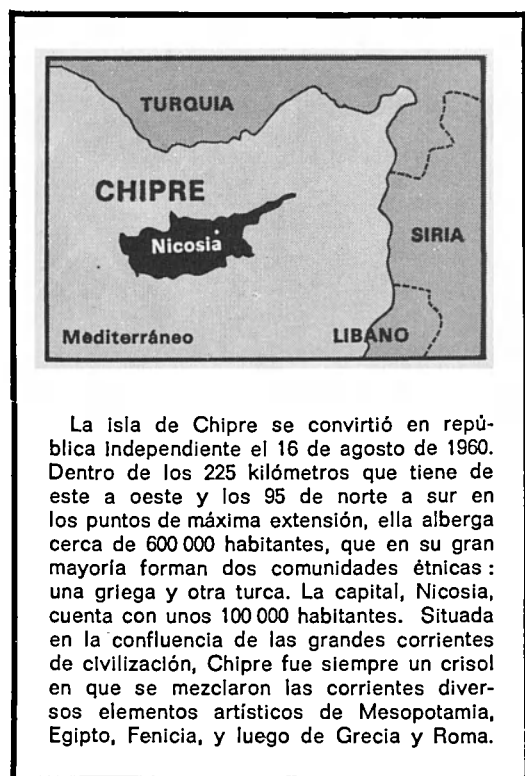 TURQUIA
CHIPRE
Nicosia
SIRIA
Mediterráneo
LIBANO
La isla de Chipre se convirtió en repú-
blica independiente el 16 de agosto de 1960.
Dentro de los 225 kilómetros que tiene de
este a oeste y los 95 de norte a sur en
los puntos de máxima extensión, ella alberga
cerca de 600 000 habitantes, que en su gran
mayoría forman dos comunidades étnicas :
una griega y otra turca. La capital, Nicosia,
cuenta con unos 100 000 habitantes. Situada
en la confluencia de las grandes corrientes
de civilización, Chipre fue siempre un crisol
en que se mezclaron las corrientes diver-
sos elementos artísticos de Mesopotamia,
Egipto, Fenicia, y luego de Grecia y Roma.